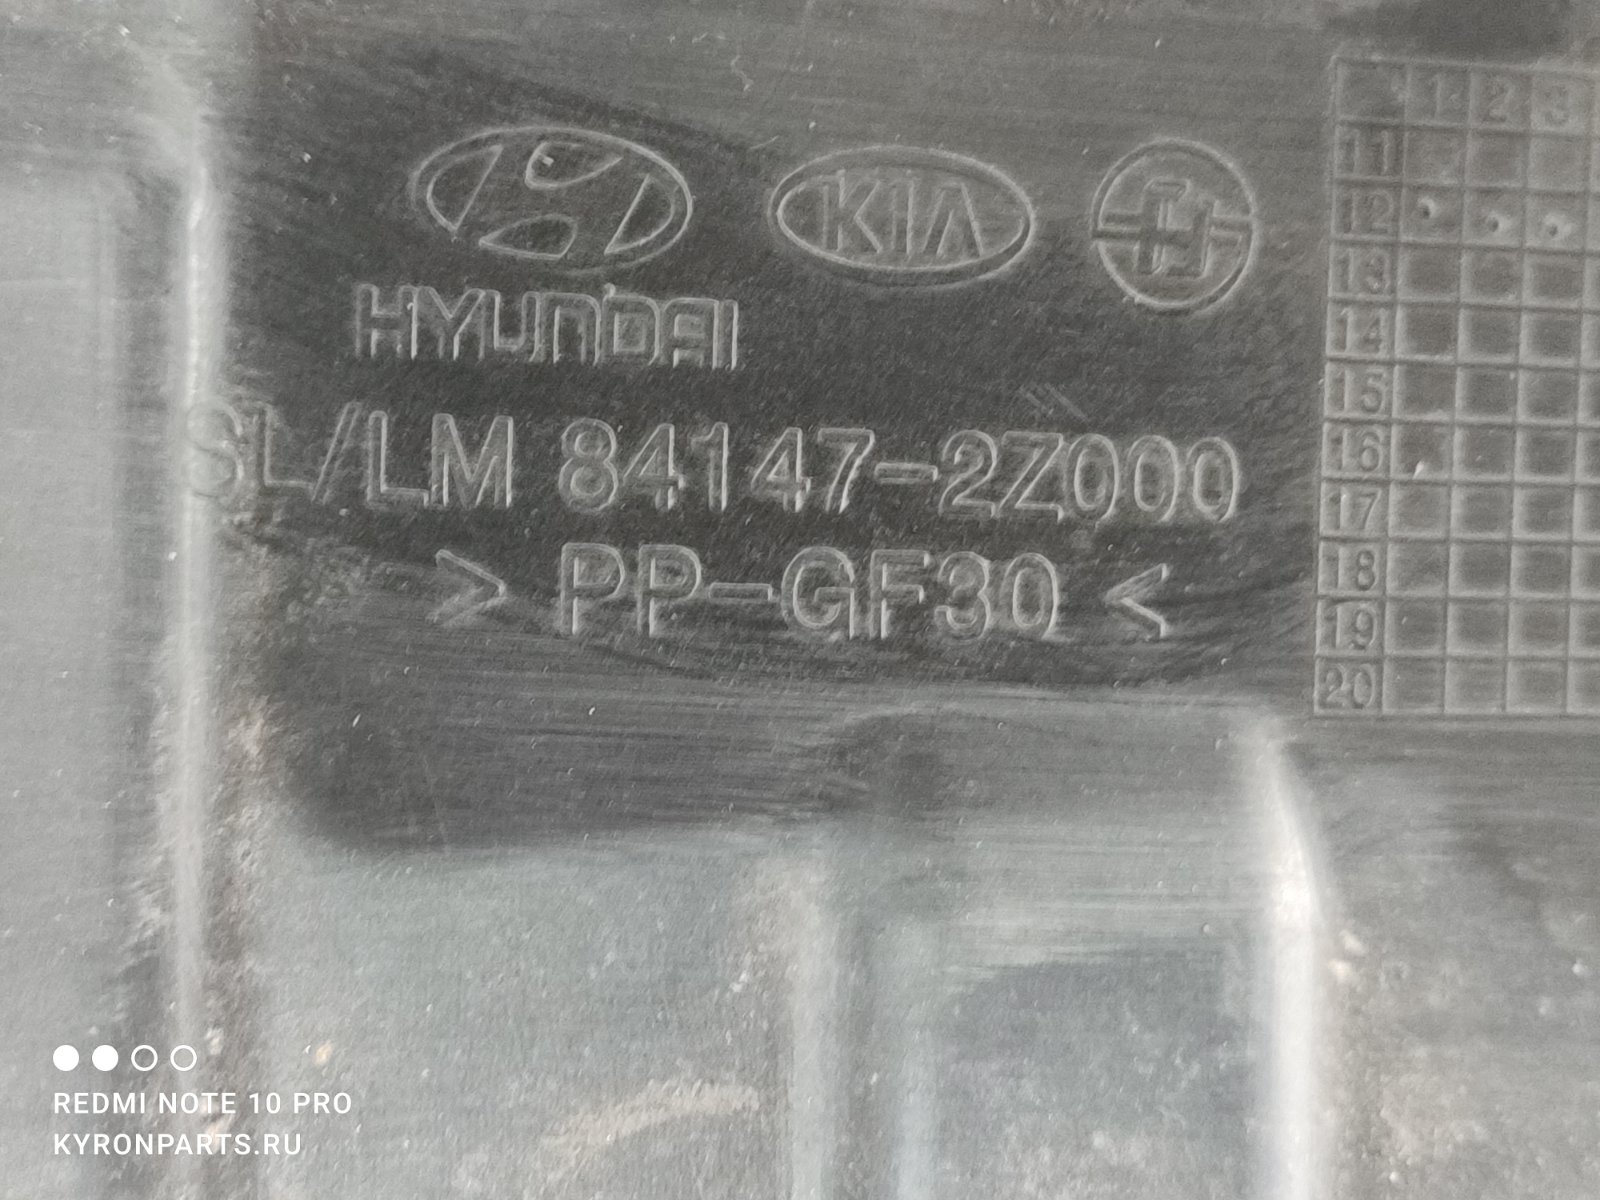 KIA
HYUNDAI
SL/LM 84147-2Z000
> PP-GF30 <
1 2 3
11
12
13
14
15
16
17
18
19
20
REDMI NOTE 10 PRO
KYRONPARTS.RU